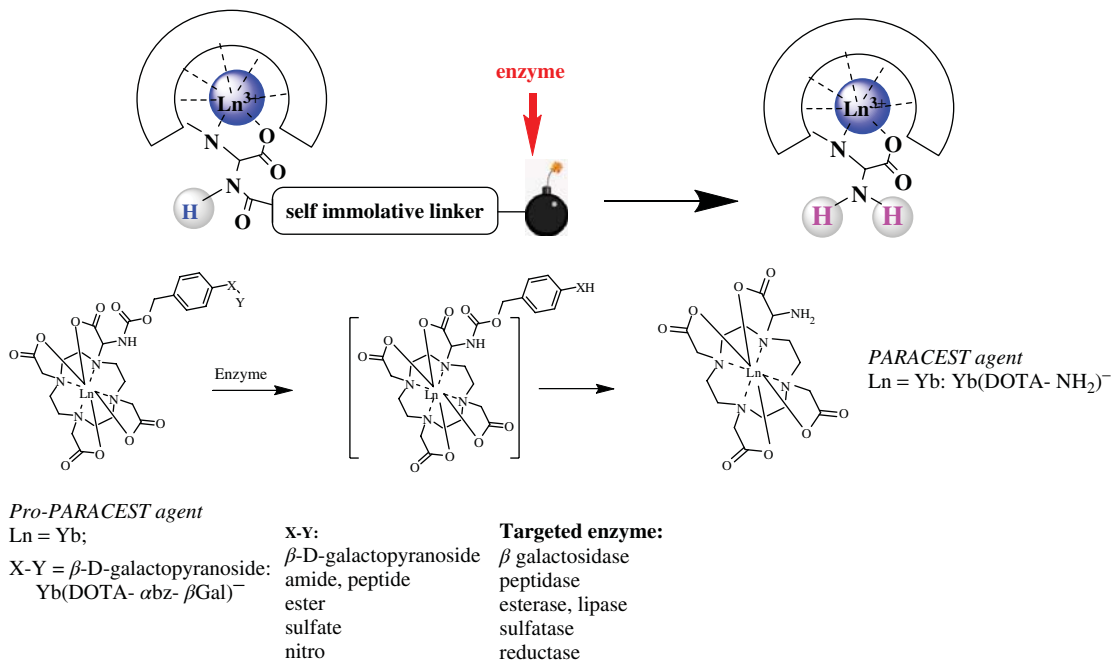 enzyme
Ln3+
N
O
O
H
N
O
self immolative linker
Ln3+
N
O
O
N
H H
O
O
O
O
NH
O
X
Y
O
O
N
N
Ln
N
N
O
O
O
O
Enzyme
O
O
O
O
NH
O
XH
O
O
N
N
Ln
N
N
O
O
O
O
O
O
NH2
O
O
N
N
Ln
N
N
O
O
O
O
PARACEST agent
Ln = Yb: Yb(DOTA- NH2)−
Pro-PARACEST agent
Ln = Yb;
X-Y = β-D-galactopyranoside:
Yb(DOTA- αbz- βGal)−
X-Y:
β-D-galactopyranoside
amide, peptide
ester
sulfate
nitro
Targeted enzyme:
β galactosidase
peptidase
esterase, lipase
sulfatase
reductase